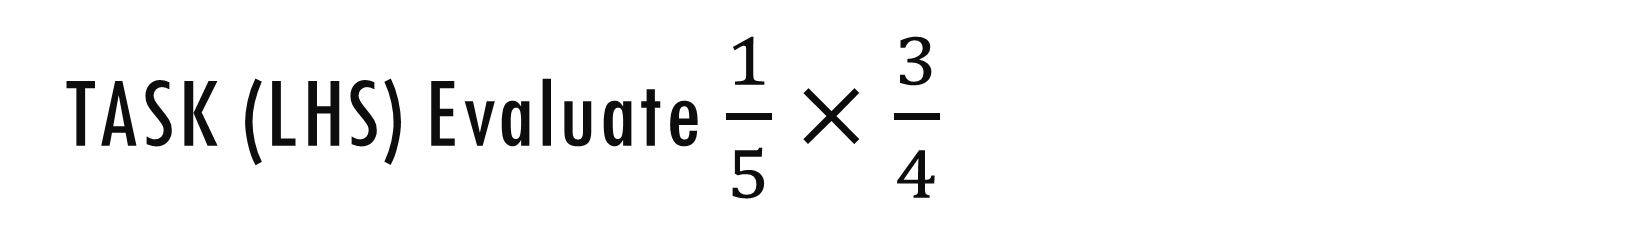 TASK (LHS) Evaluate 1/5 × 3/4